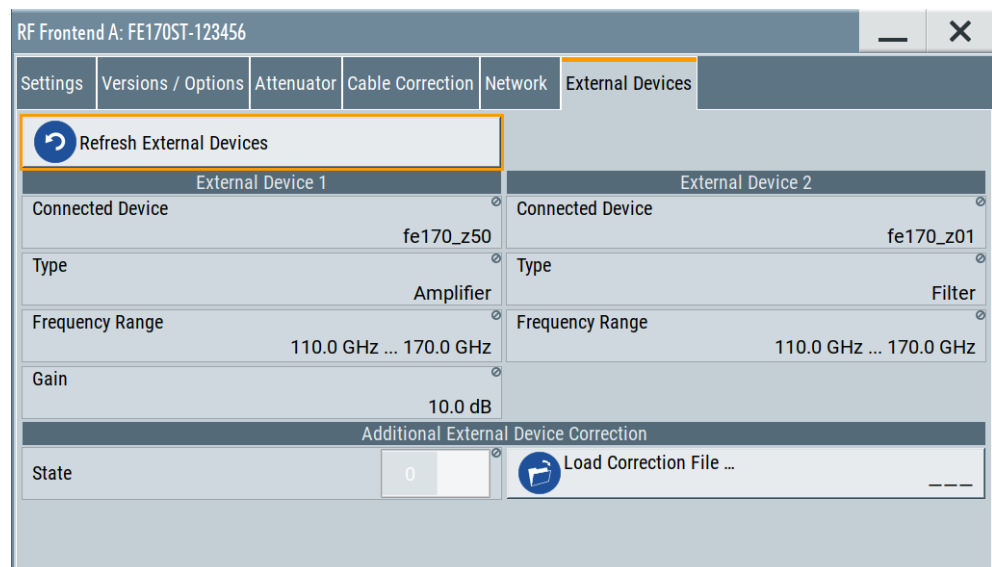 RF Frontend A: FE170ST-123456
Settings Versions / Options Attenuator Cable Correction Network External Devices
Refresh External Devices
External Device 1 External Device 2
Connected Device Connected Device
fe170_z50 fe170_z01
Type Type
Amplifier Filter
Frequency Range Frequency Range
110.0 GHz ... 170.0 GHz 110.0 GHz ... 170.0 GHz
Gain
10.0 dB
Additional External Device Correction
Load Correction File ...
State 0
___